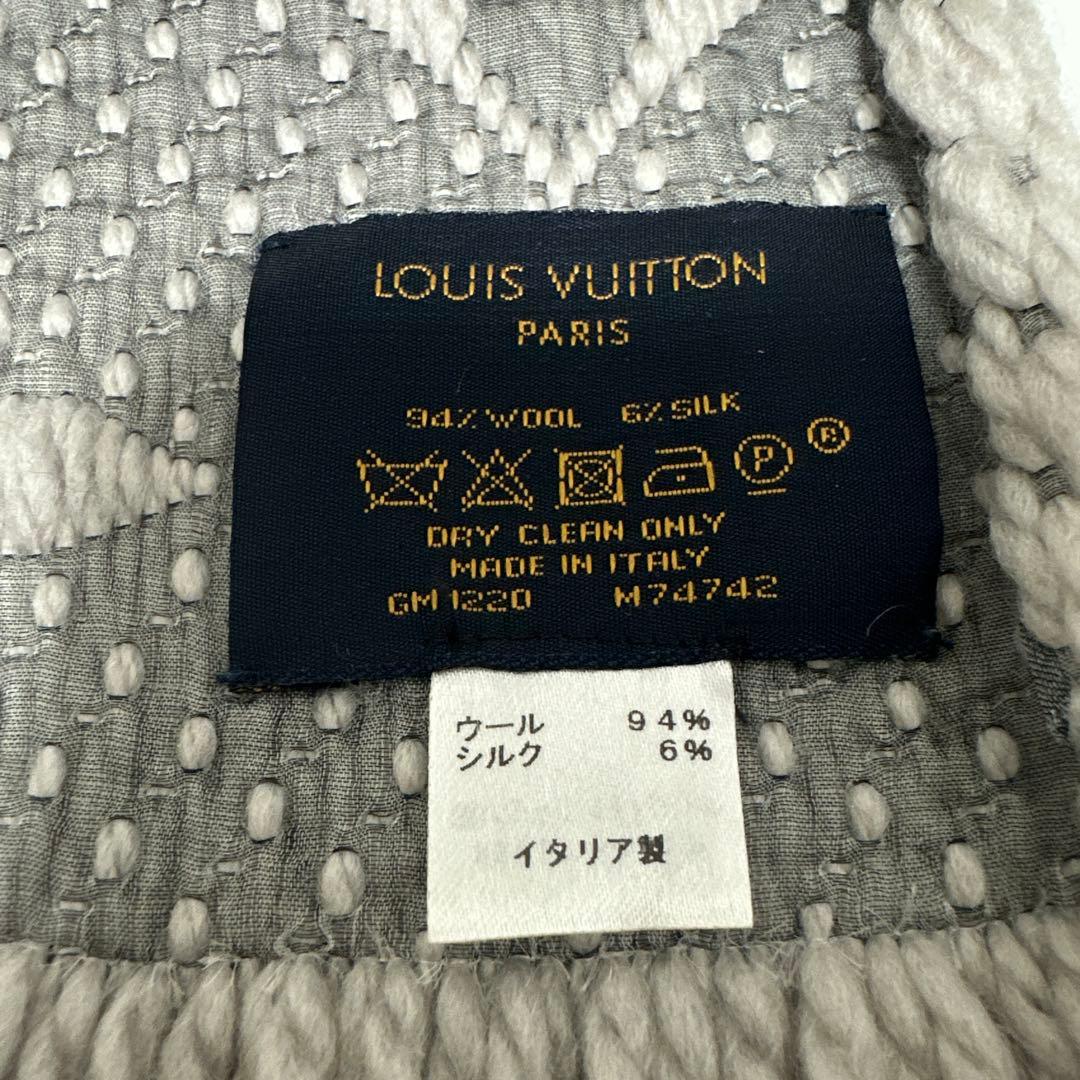 LOUIS VUITTON
PARIS
94% WOOL 6% SILK
P ®
DRY CLEAN ONLY
MADE IN ITALY
GM 1220 M74742
ウール 94%
シルク 6%
イタリア製